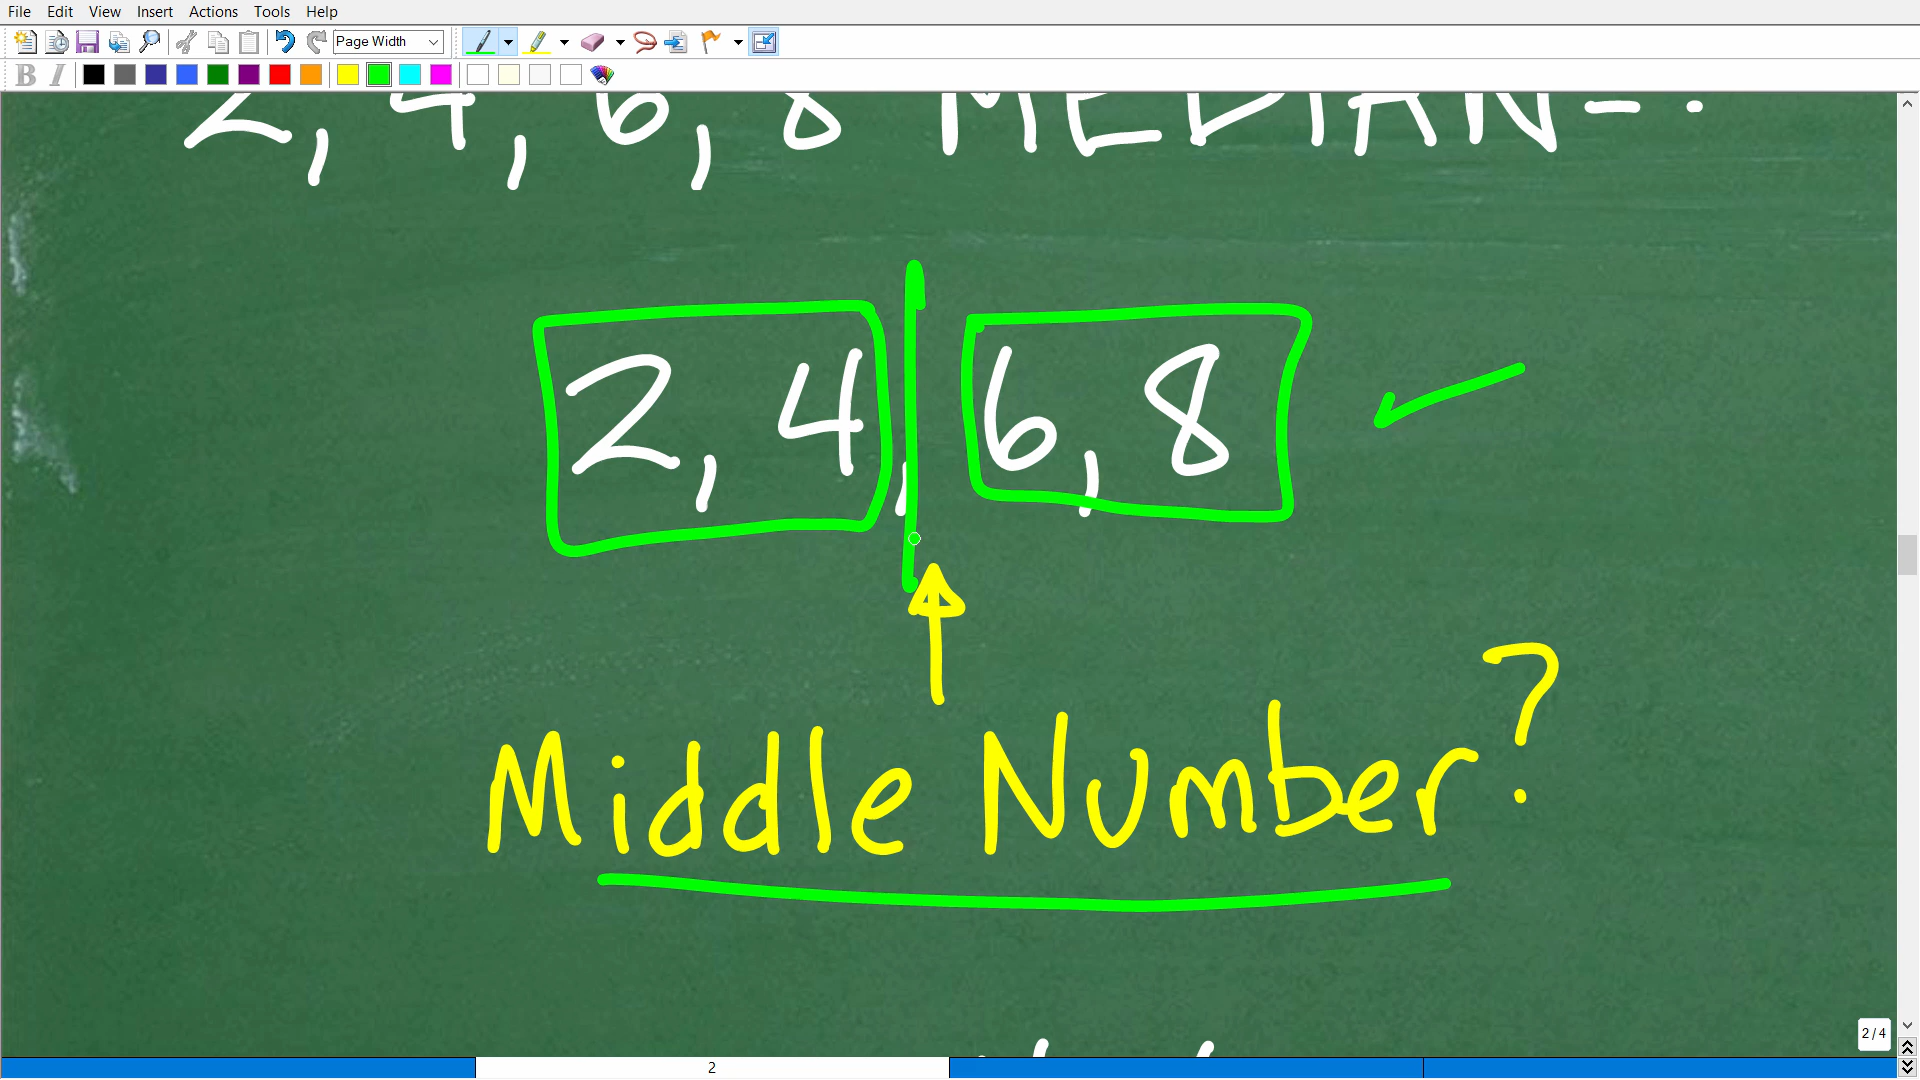 File Edit View Insert Actions Tools Help
Page Width
B I
2, 4, 6, 8 MEDIAN=?
2, 4, 6, 8
Middle Number?
2 / 4
2